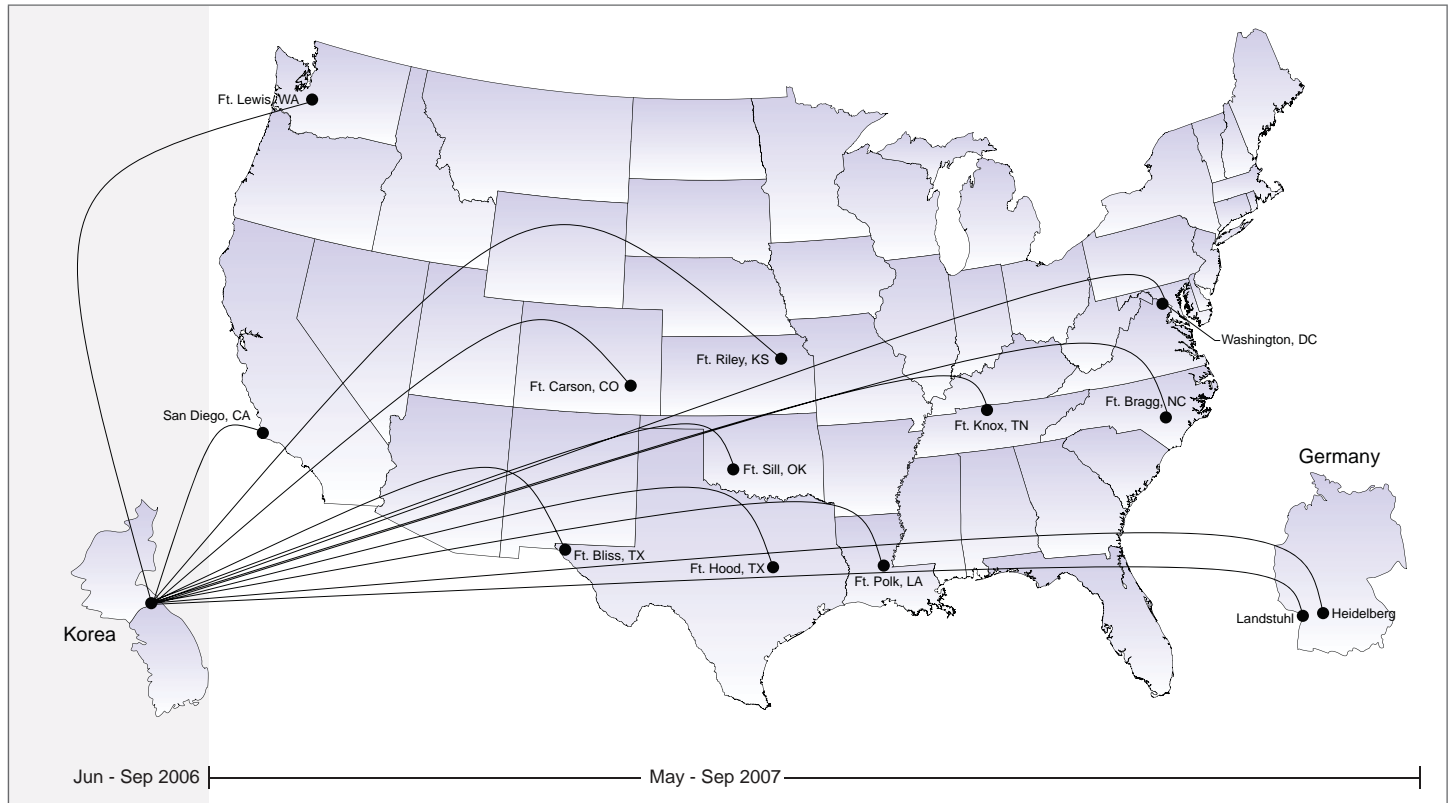 Ft. Lewis, WA
Washington, DC
Ft. Riley, KS
Ft. Carson, CO
Ft. Bragg, NC
San Diego, CA
Ft. Knox, TN
Germany
Ft. Sill, OK
Ft. Bliss, TX
Ft. Hood, TX
Ft. Polk, LA
Landstuhl
Heidelberg
Korea
Jun - Sep 2006
May - Sep 2007